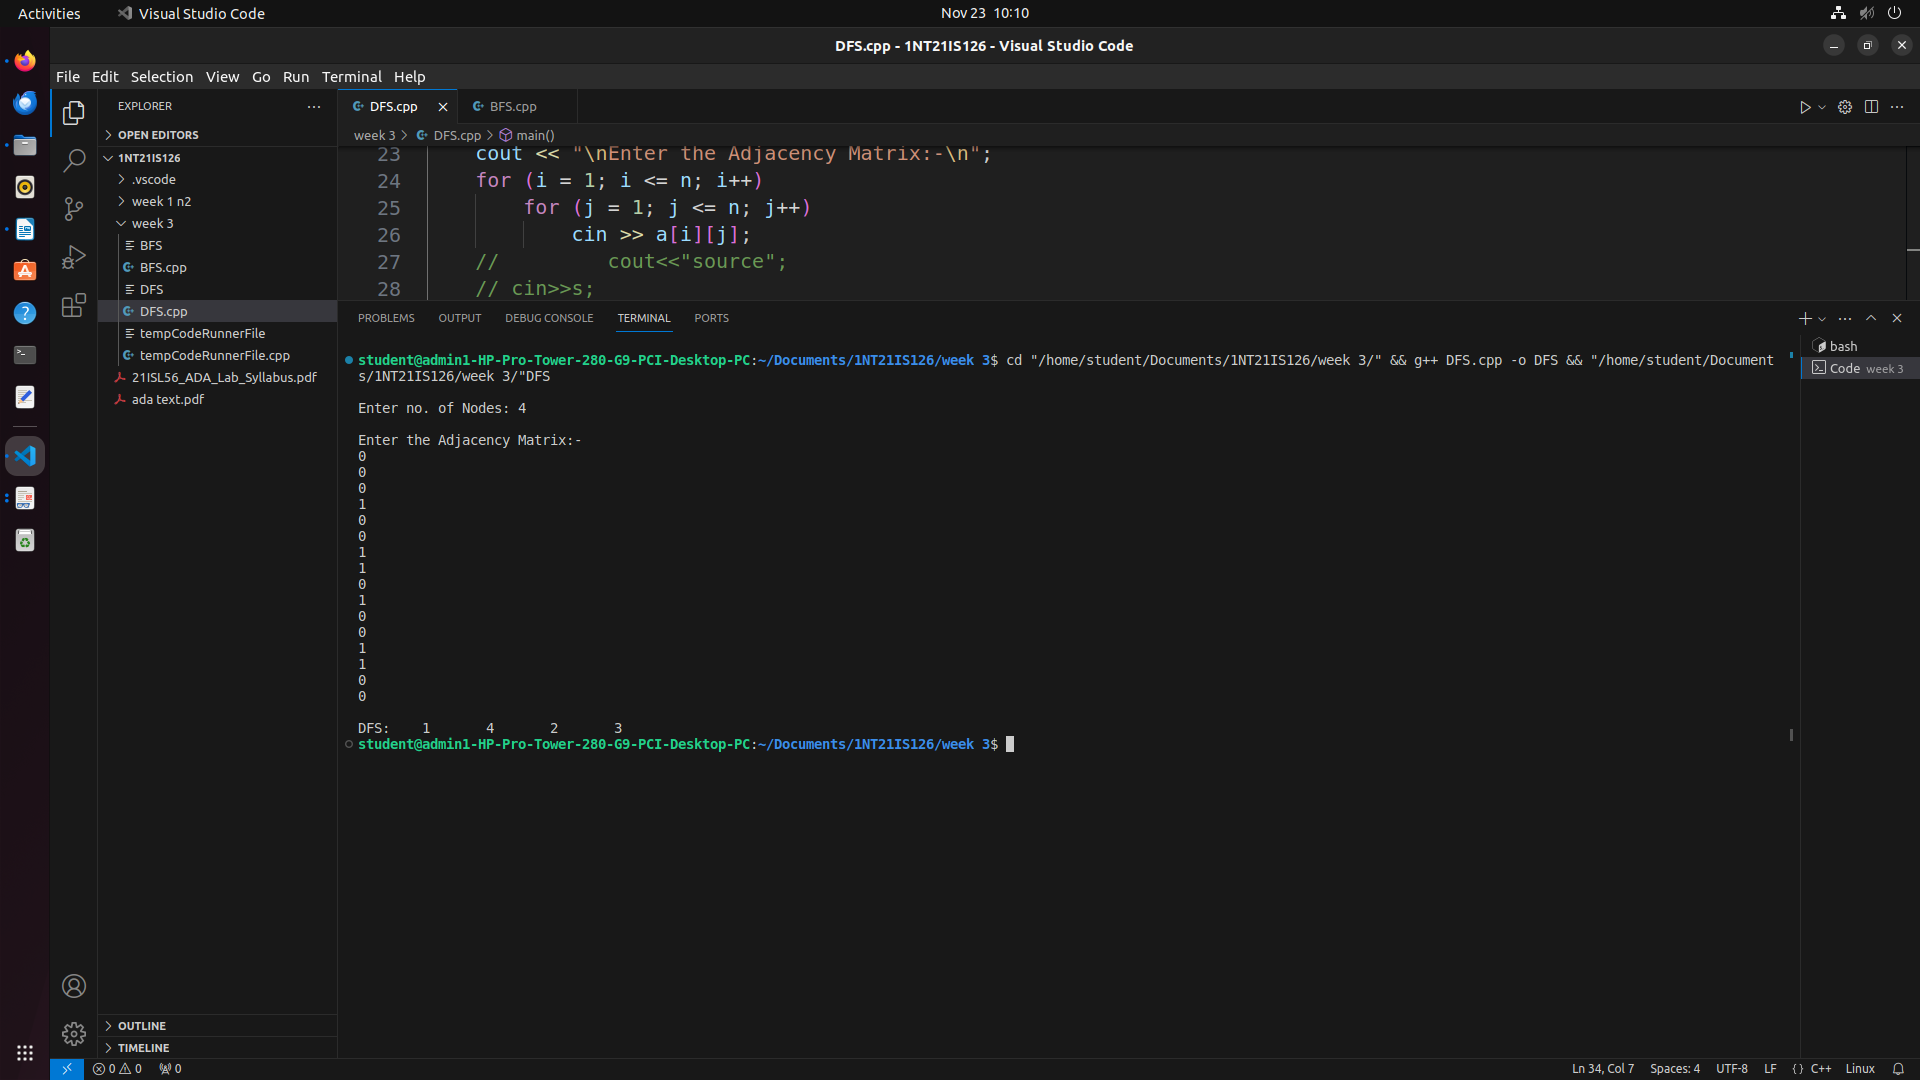 Activities
Visual Studio Code
Nov 23 10:10
DFS.cpp - 1NT21IS126 - Visual Studio Code
File Edit Selection View Go Run Terminal Help
EXPLORER
OPEN EDITORS
1NT21IS126
.vscode
week 1 n2
week 3
BFS
BFS.cpp
DFS
DFS.cpp
tempCodeRunnerFile
tempCodeRunnerFile.cpp
21ISL56_ADA_Lab_Syllabus.pdf
ada text.pdf
OUTLINE
TIMELINE
DFS.cpp
BFS.cpp
week 3 > DFS.cpp > main()
23 cout << "\nEnter the Adjacency Matrix:-\n";
24 for (i = 1; i <= n; i++)
25 for (j = 1; j <= n; j++)
26 cin >> a[i][j];
27 // cout<<"source";
28 // cin>>s;
PROBLEMS OUTPUT DEBUG CONSOLE TERMINAL PORTS
student@admin1-HP-Pro-Tower-280-G9-PCI-Desktop-PC:~/Documents/1NT21IS126/week 3$ cd "/home/student/Documents/1NT21IS126/week 3/" && g++ DFS.cpp -o DFS && "/home/student/Document
s/1NT21IS126/week 3/"DFS
Enter no. of Nodes: 4
Enter the Adjacency Matrix:-
0
0
0
1
0
0
1
1
0
1
0
0
1
1
0
0
DFS: 1 4 2 3
student@admin1-HP-Pro-Tower-280-G9-PCI-Desktop-PC:~/Documents/1NT21IS126/week 3$
bash
Code week 3
0 0 0
Ln 34, Col 7 Spaces: 4 UTF-8 LF {} C++ Linux